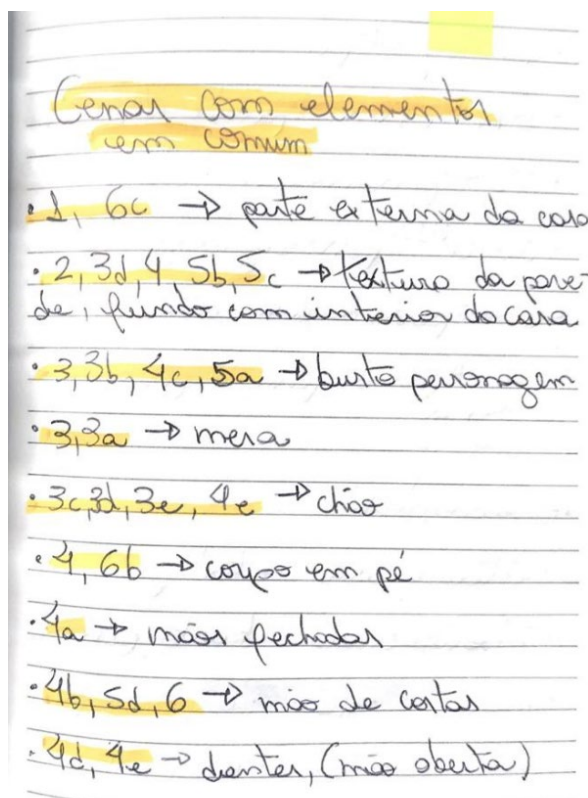 Cenas com elementos
em comum
• 1, 6c → parte externa da casa
• 2, 3d, 4, 5b, 5c → textura da pare-
de, fundo com interior da casa
• 3, 3b, 4c, 5a → busto personagem
• 3, 3a → mesa
• 3c, 3d, 3e, 4e → chão
• 4, 6b → corpo em pé
• 4a → mãos fechadas
• 4b, 5d, 6 → mão de costas
• 4d, 4e → dentes, (mão aberta)